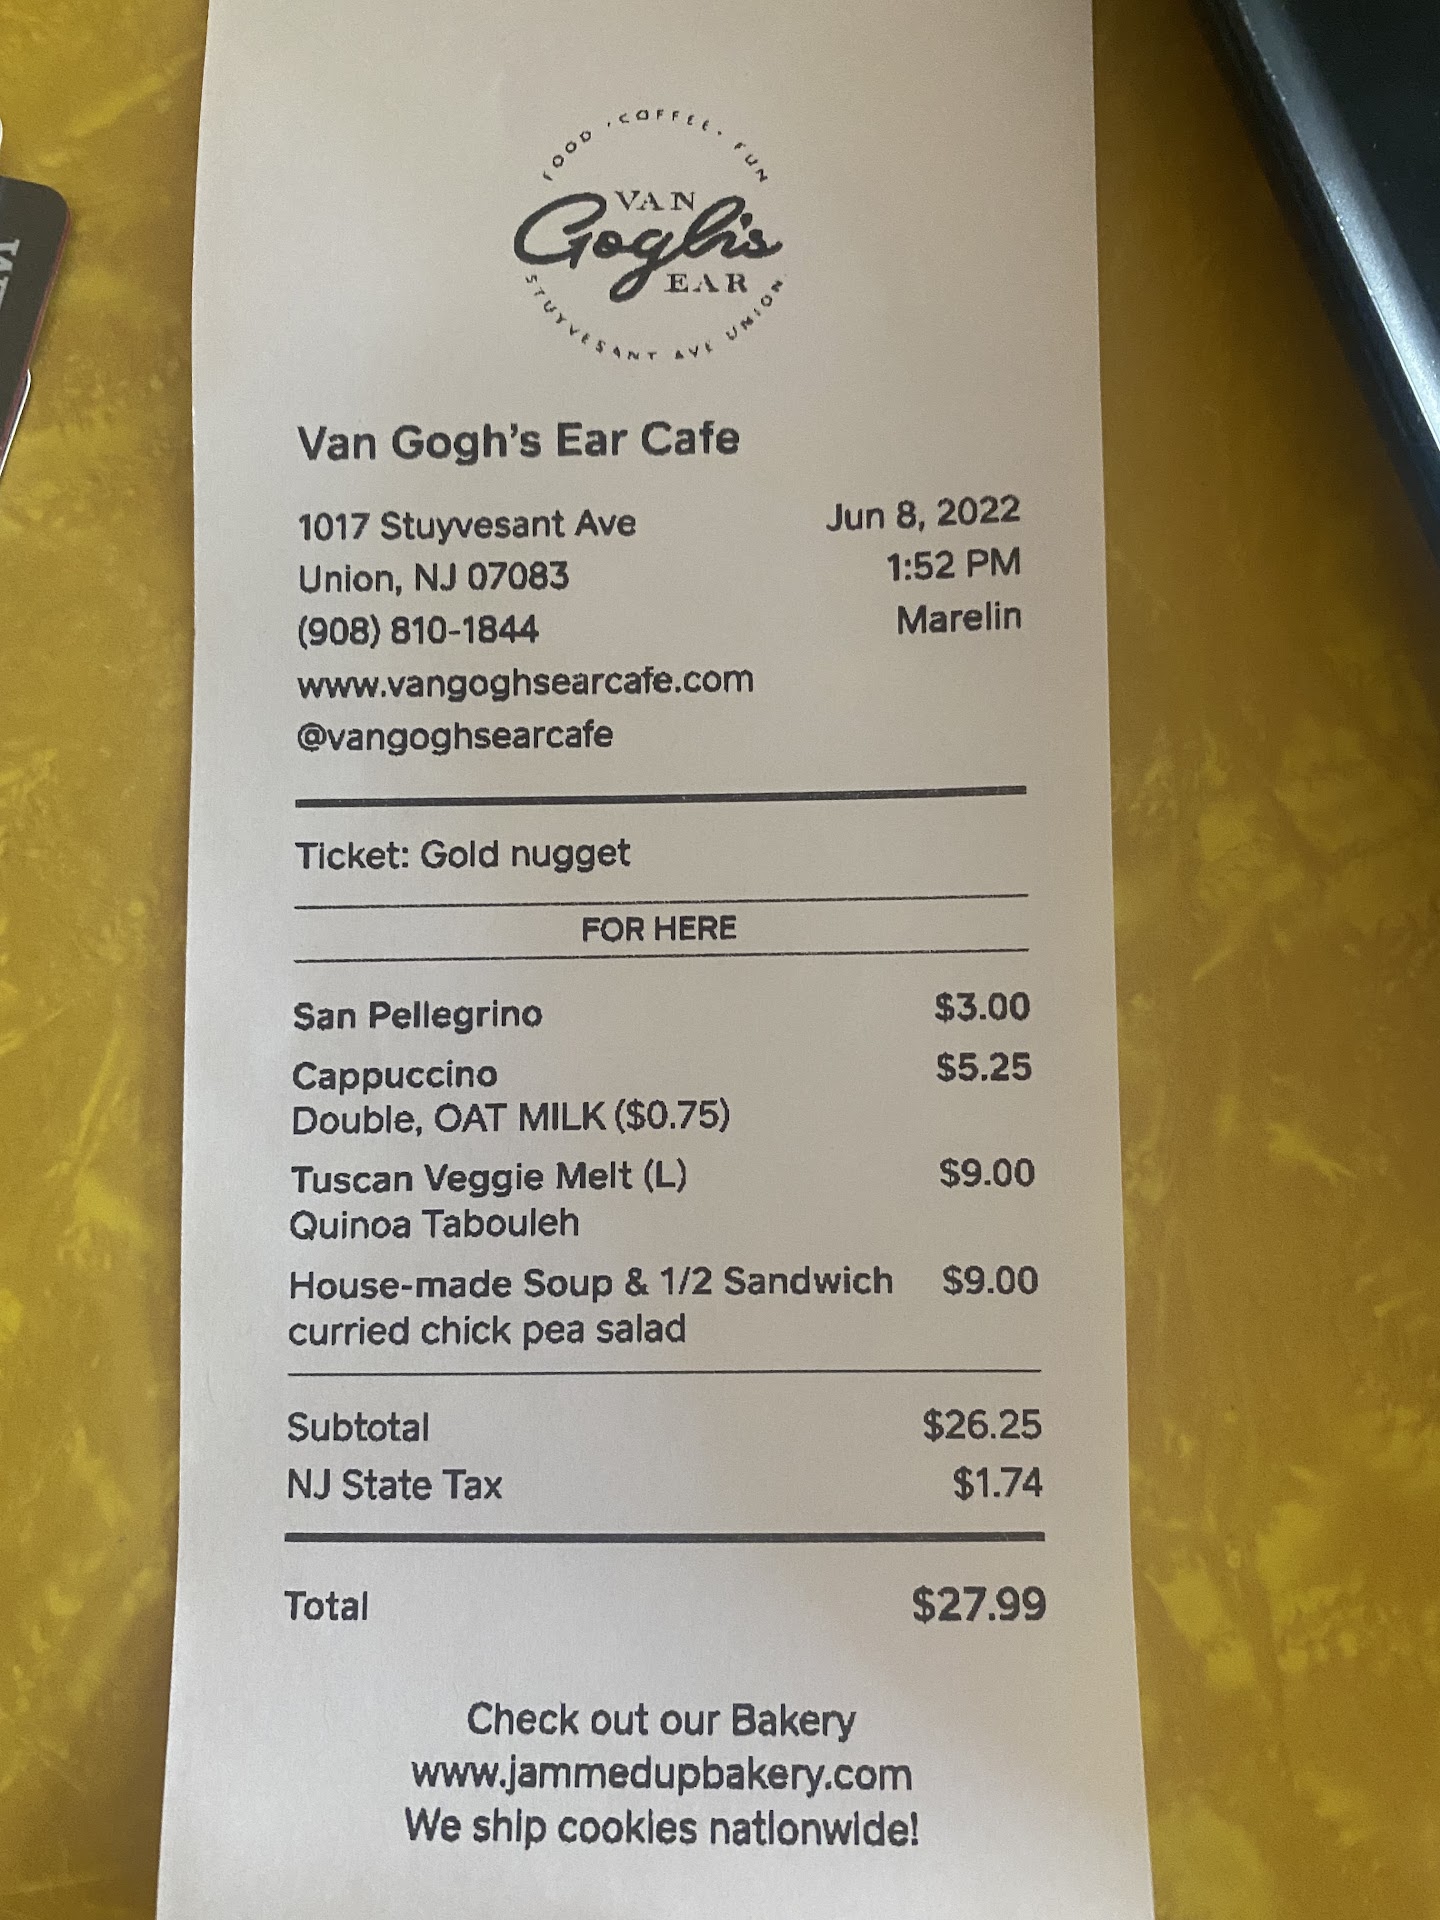 FOOD · COFFEE · FUN
VAN
Gogh's
EAR
STUYVESANT AVE UNION
Van Gogh's Ear Cafe
1017 Stuyvesant Ave Jun 8, 2022
Union, NJ 07083 1:52 PM
(908) 810-1844 Marelin
www.vangoghsearcafe.com
@vangoghsearcafe
Ticket: Gold nugget
FOR HERE
San Pellegrino $3.00
Cappuccino $5.25
Double, OAT MILK ($0.75)
Tuscan Veggie Melt (L) $9.00
Quinoa Tabouleh
House-made Soup & 1/2 Sandwich $9.00
curried chick pea salad
Subtotal $26.25
NJ State Tax $1.74
Total $27.99
Check out our Bakery
www.jammedupbakery.com
We ship cookies nationwide!